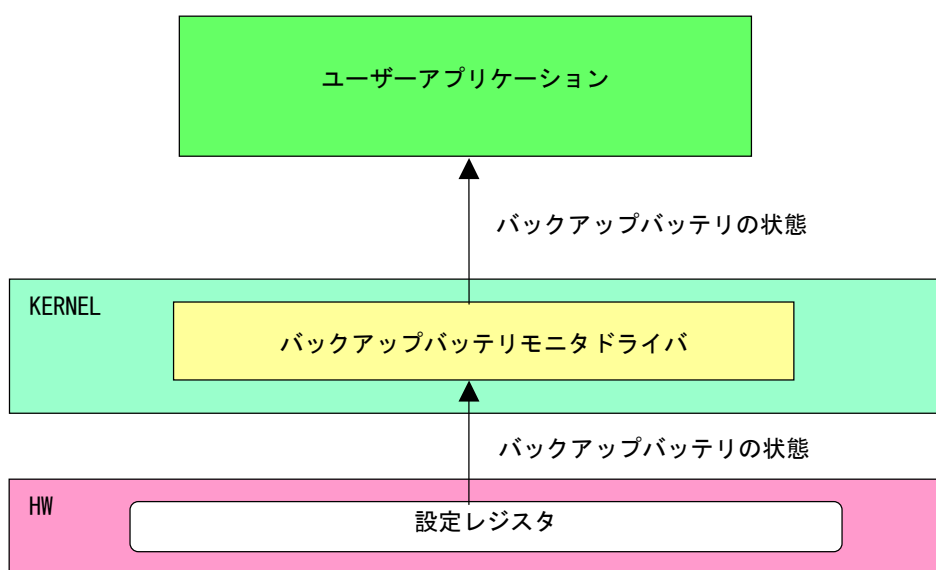 ユーザーアプリケーション
バックアップバッテリの状態
KERNEL
バックアップバッテリモニタドライバ
バックアップバッテリの状態
HW
設定レジスタ